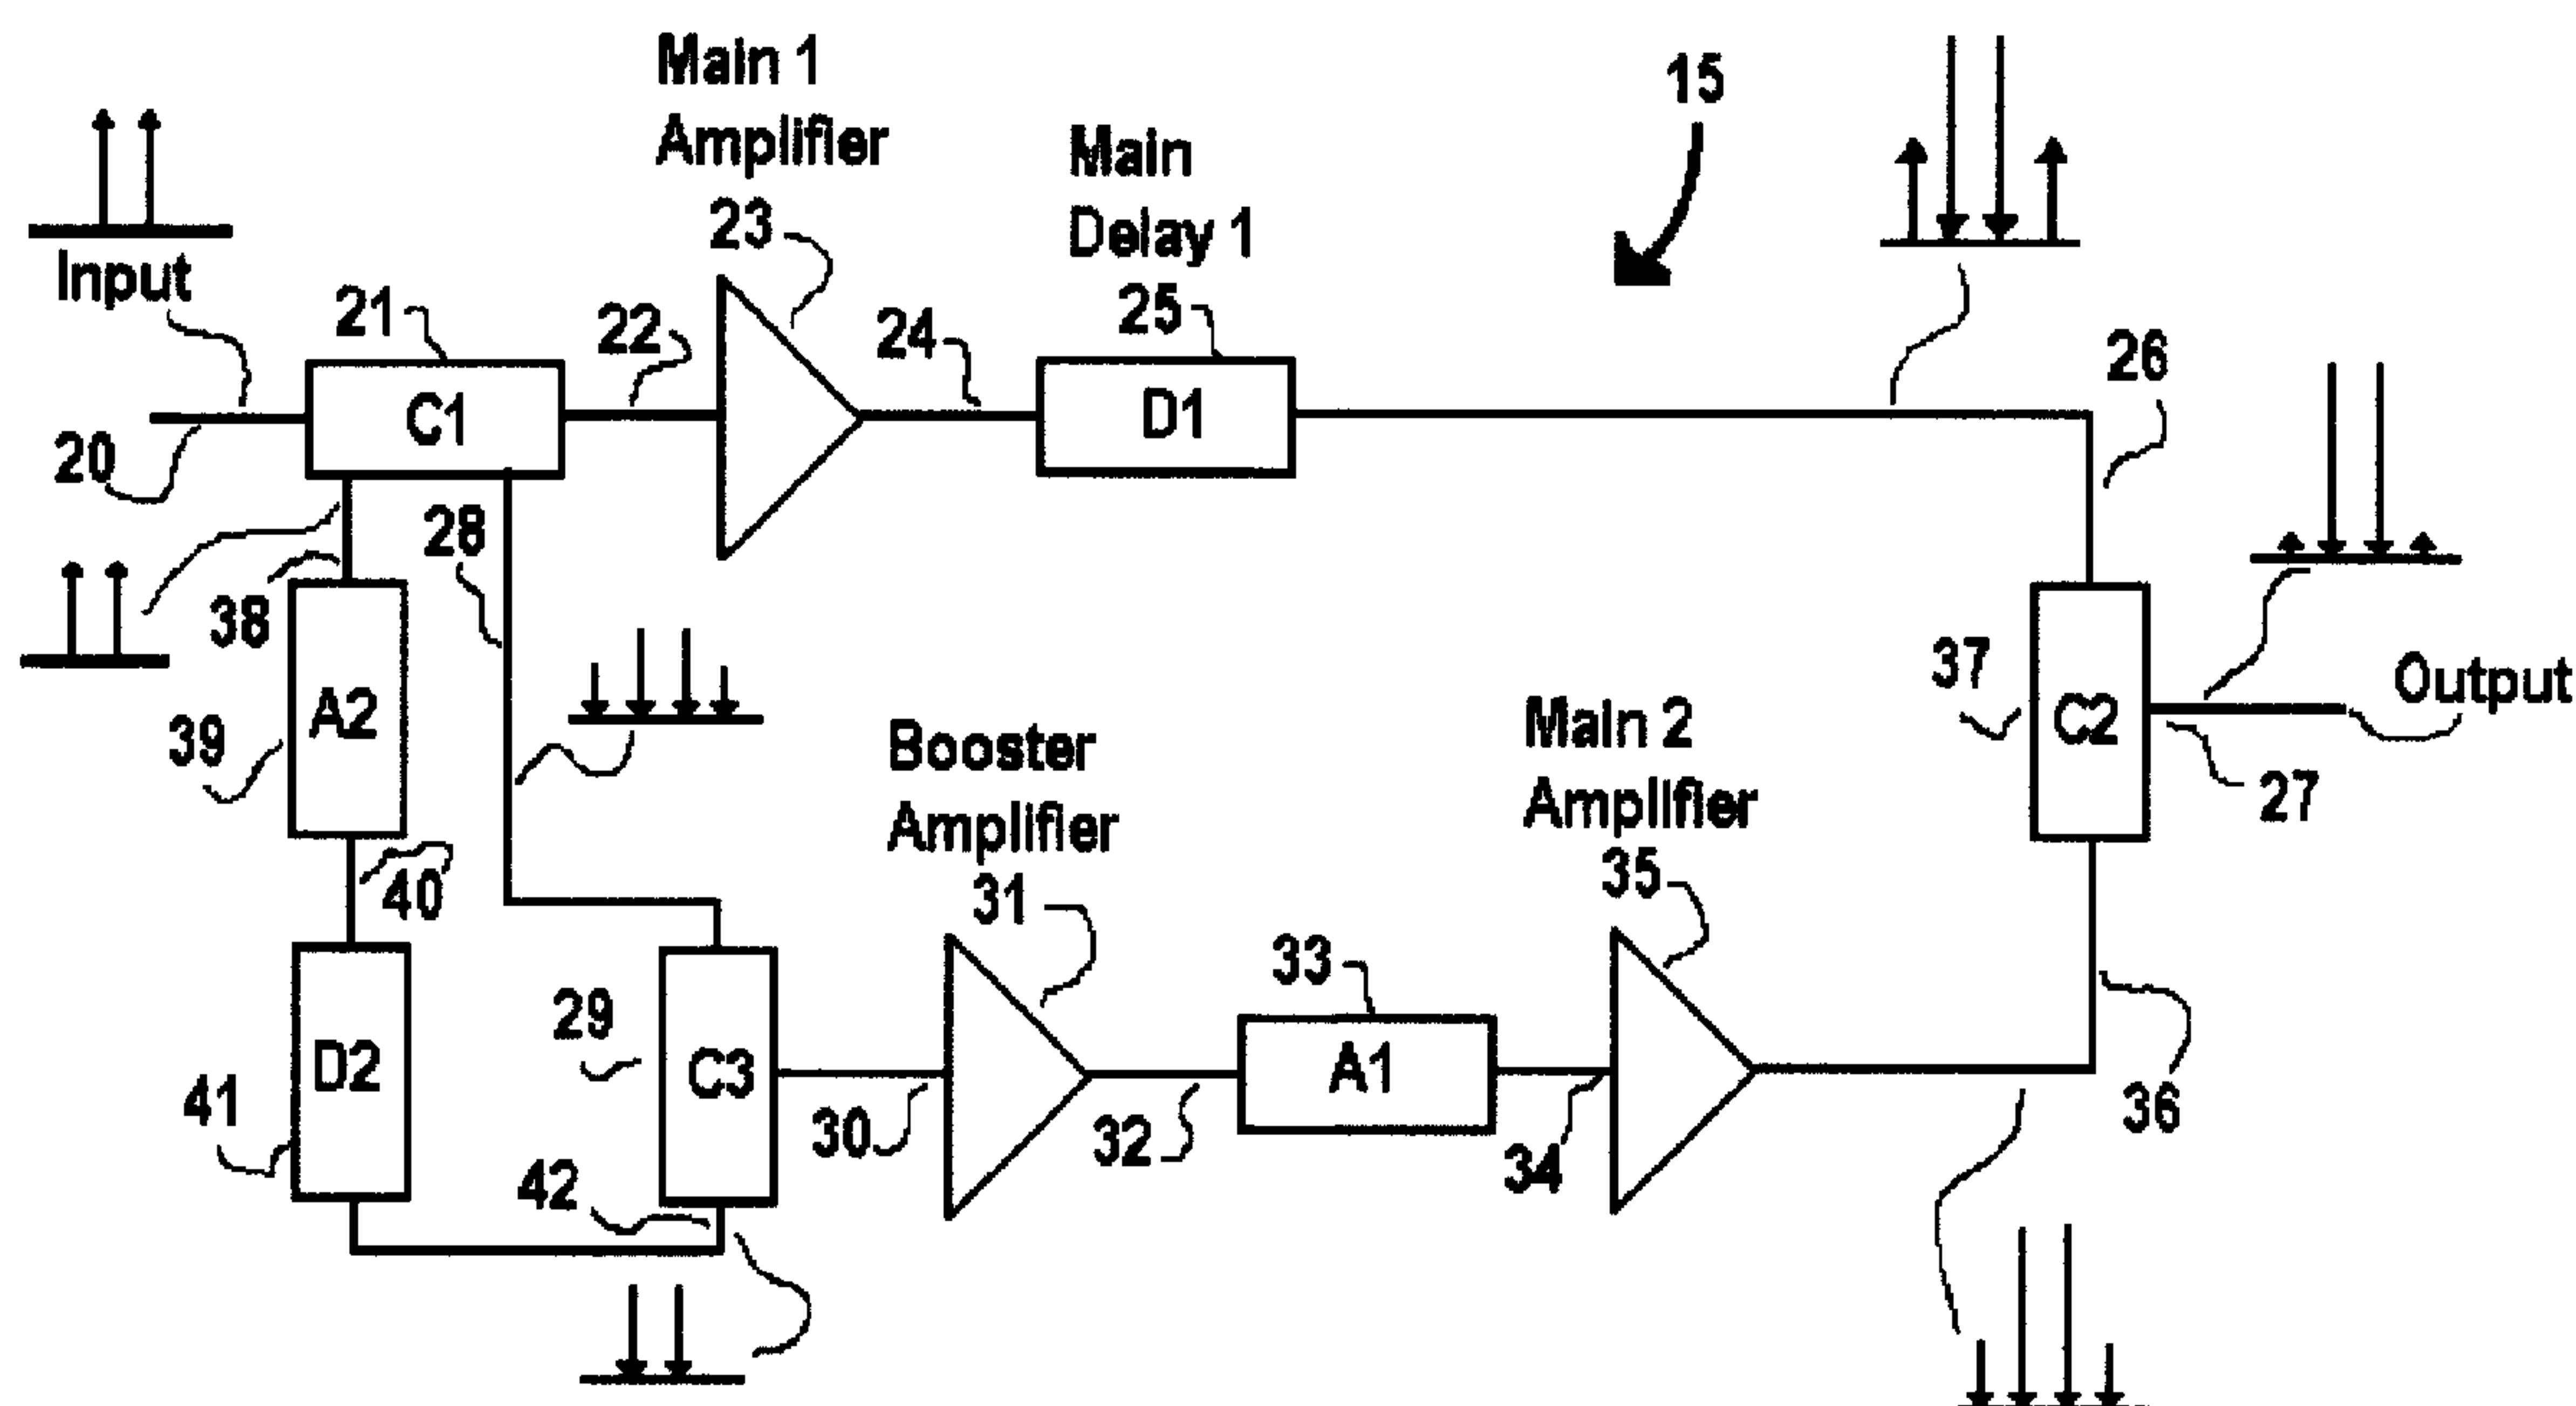 Main 1
Amplifier
23
Main
Delay 1
25
15
Input
21
22
24
26
20
C1
D1
28
38
37
C2
Output
27
39
A2
40
Booster
Amplifier
31
Main 2
Amplifier
35
33
29
C3
A1
41
D2
42
30
32
34
36